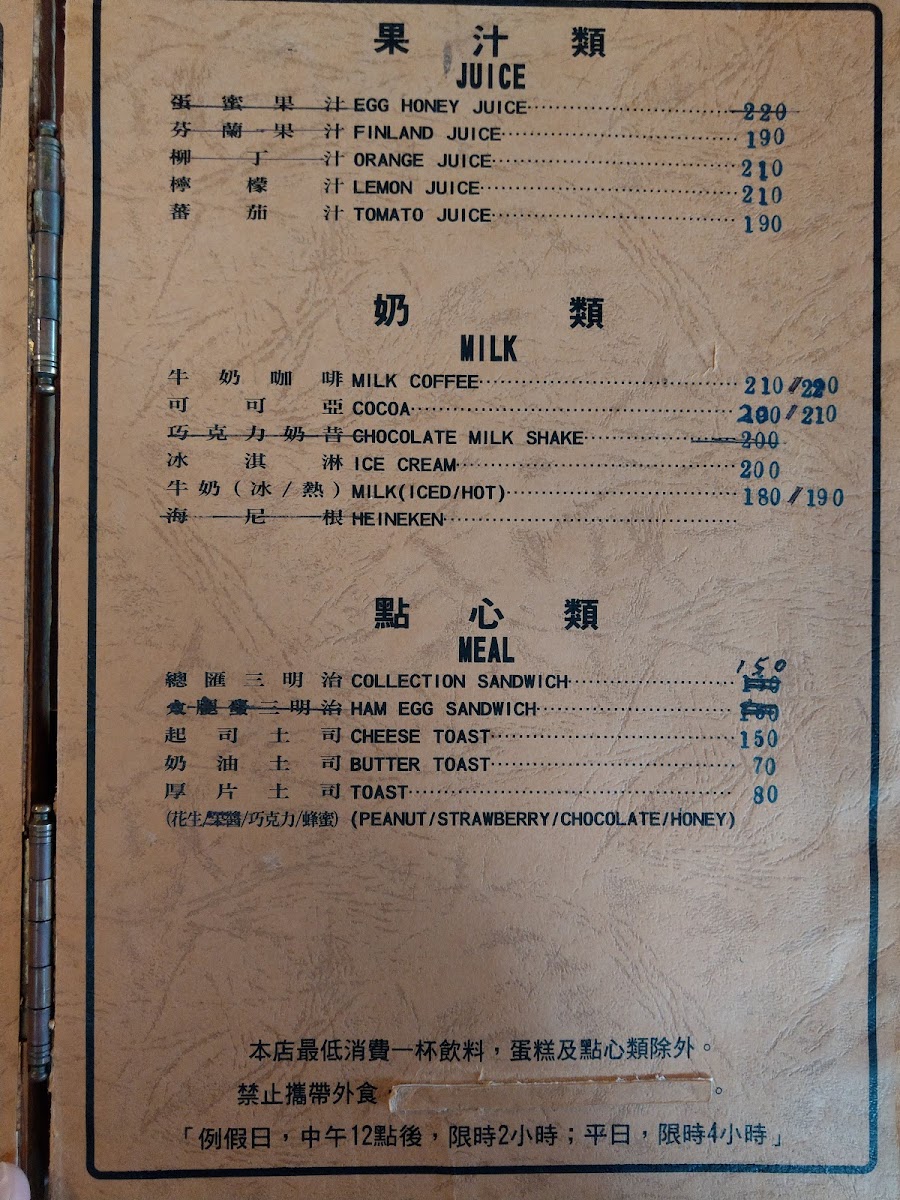 果汁類
JUICE
蛋蜜果汁 EGG HONEY JUICE 220
芬蘭果汁 FINLAND JUICE 190
柳丁汁 ORANGE JUICE 210
檸檬汁 LEMON JUICE 210
蕃茄汁 TOMATO JUICE 190
奶類
MILK
牛奶咖啡 MILK COFFEE 210/220
可可亞 COCOA 200/210
巧克力奶昔 CHOCOLATE MILK SHAKE 200
冰淇淋 ICE CREAM 200
牛奶(冰/熱) MILK(ICED/HOT) 180/190
海尼根 HEINEKEN
點心類
MEAL
總匯三明治 COLLECTION SANDWICH 150
三明治 HAM EGG SANDWICH
起司土司 CHEESE TOAST 150
奶油土司 BUTTER TOAST 70
厚片土司 TOAST 80
(花生/果醬/巧克力/蜂蜜) (PEANUT/STRAWBERRY/CHOCOLATE/HONEY)
本店最低消費一杯飲料，蛋糕及點心類除外。
禁止攜帶外食，。
「例假日，中午12點後，限時2小時；平日，限時4小時」